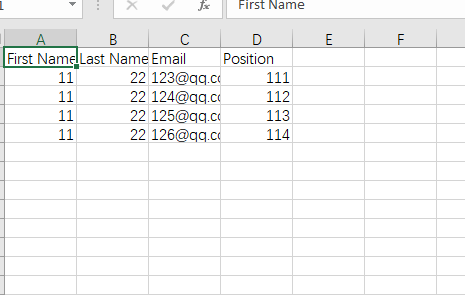 First Name
A B C D E F
First Name Last Name Email Position
11 22 123@qq.co 111
11 22 124@qq.co 112
11 22 125@qq.co 113
11 22 126@qq.co 114